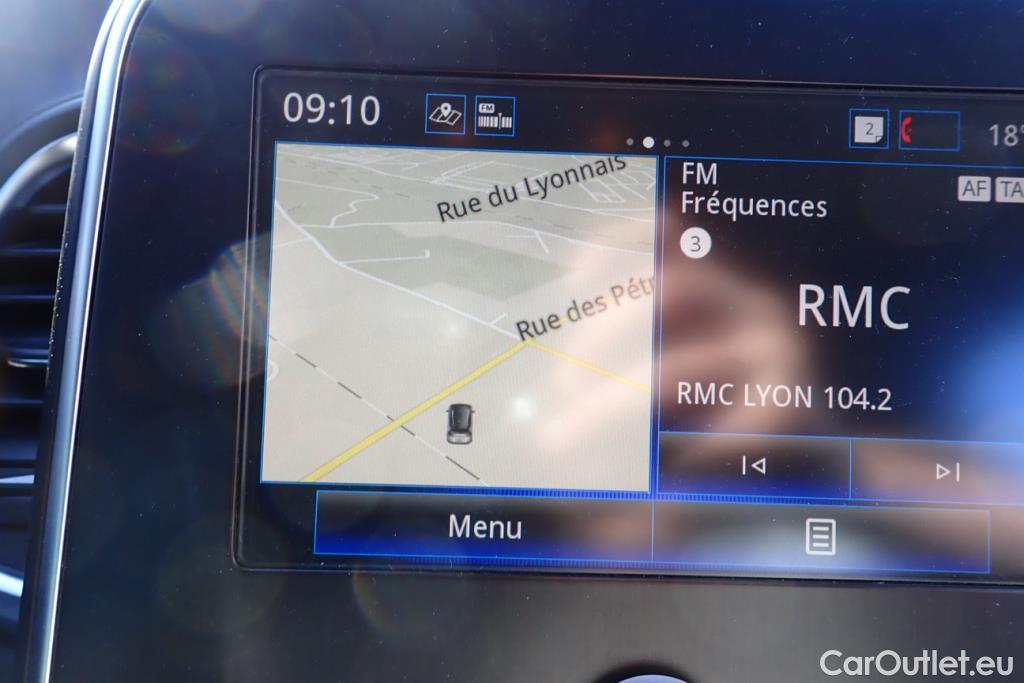 09:10
FM
2
18°
Rue du Lyonnais
Rue des Pétr
FM
Fréquences
AF TA
3
RMC
RMC LYON 104.2
Menu
CarOutlet.eu